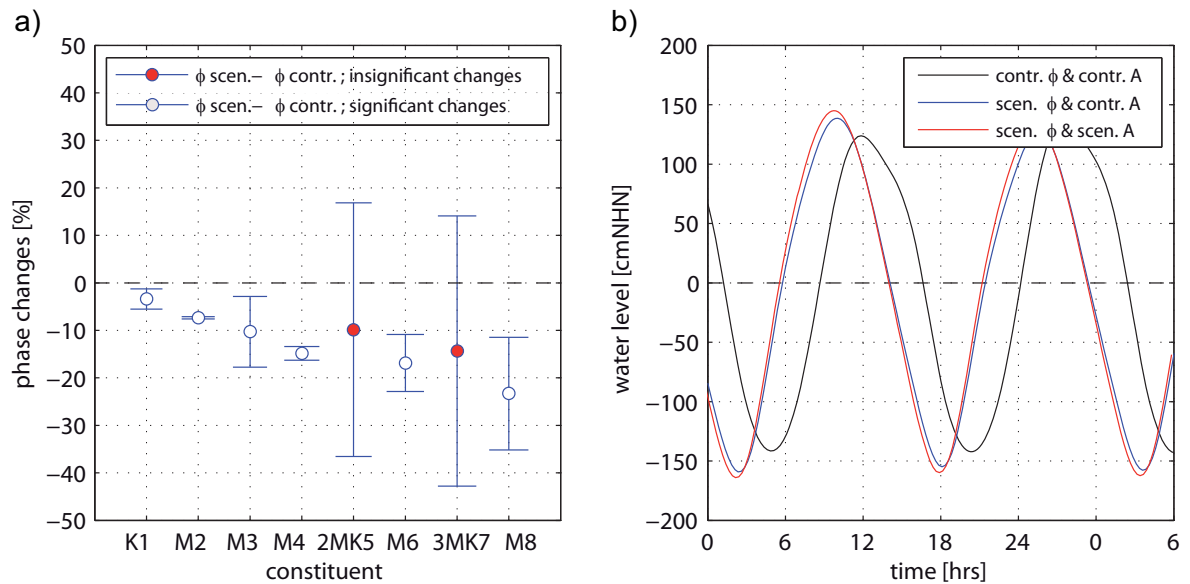 a)
50
40
30
20
10
0
−10
−20
−30
−40
−50
phase changes [%]
ϕ scen.− ϕ contr. ; insignificant changes
ϕ scen.− ϕ contr. ; significant changes
K1 M2 M3 M4 2MK5 M6 3MK7 M8
constituent
b)
200
150
100
50
0
−50
−100
−150
−200
water level [cmNHN]
contr. ϕ & contr. A
scen. ϕ & contr. A
scen. ϕ & scen. A
0 6 12 18 24 0 6
time [hrs]